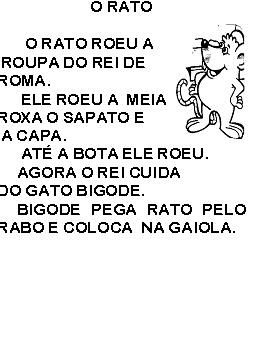 O RATO
O RATO ROEU A
ROUPA DO REI DE
ROMA.
ELE ROEU A MEIA
ROXA O SAPATO E
A CAPA.
ATÉ A BOTA ELE ROEU.
AGORA O REI CUIDA
DO GATO BIGODE.
BIGODE PEGA RATO PELO
RABO E COLOCA NA GAIOLA.